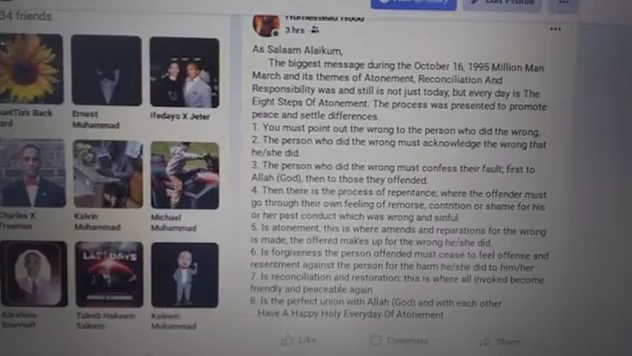 34 friends
Edit Profile
3 hrs
As Salaam Alaikum,
The biggest message during the October 16, 1995 Million Man
March and its themes of Atonement, Reconciliation And
Responsibility was and still is not just today, but every day is The
Eight Steps Of Atonement. The process was presented to promote
peace and settle differences.
1. You must point out the wrong to the person who did the wrong.
2. The person who did the wrong must acknowledge the wrong that
he/she did.
3. The person who did the wrong must confess their fault; first to
Allah (God), then to those they offended.
4. Then there is the process of repentance; where the offender must
go through their own feeling of remorse, contrition or shame for his
or her past conduct which was wrong and sinful.
5. Is atonement, this is where amends and reparations for the wrong
is made, the offered makes up for the wrong he/she did.
6. Is forgiveness the person offended must cease to feel offense and
resentment against the person for the harm he/she did to him/her
7. Is reconciliation and restoration; this is where all invoked become
friendly and peaceable again
8. Is the perfect union with Allah (God) and with each other
Have A Happy Holy Everyday Of Atonement
Like
Comment
Share
Back
Ernest
Muhammad
Ifedayo X Jeter
Charles X
Freeman
Kalvin
Muhammad
Michael
Muhammad
LAST DAYS
Abraham
Taleeb Hakeem
Kaleem
Muhammad